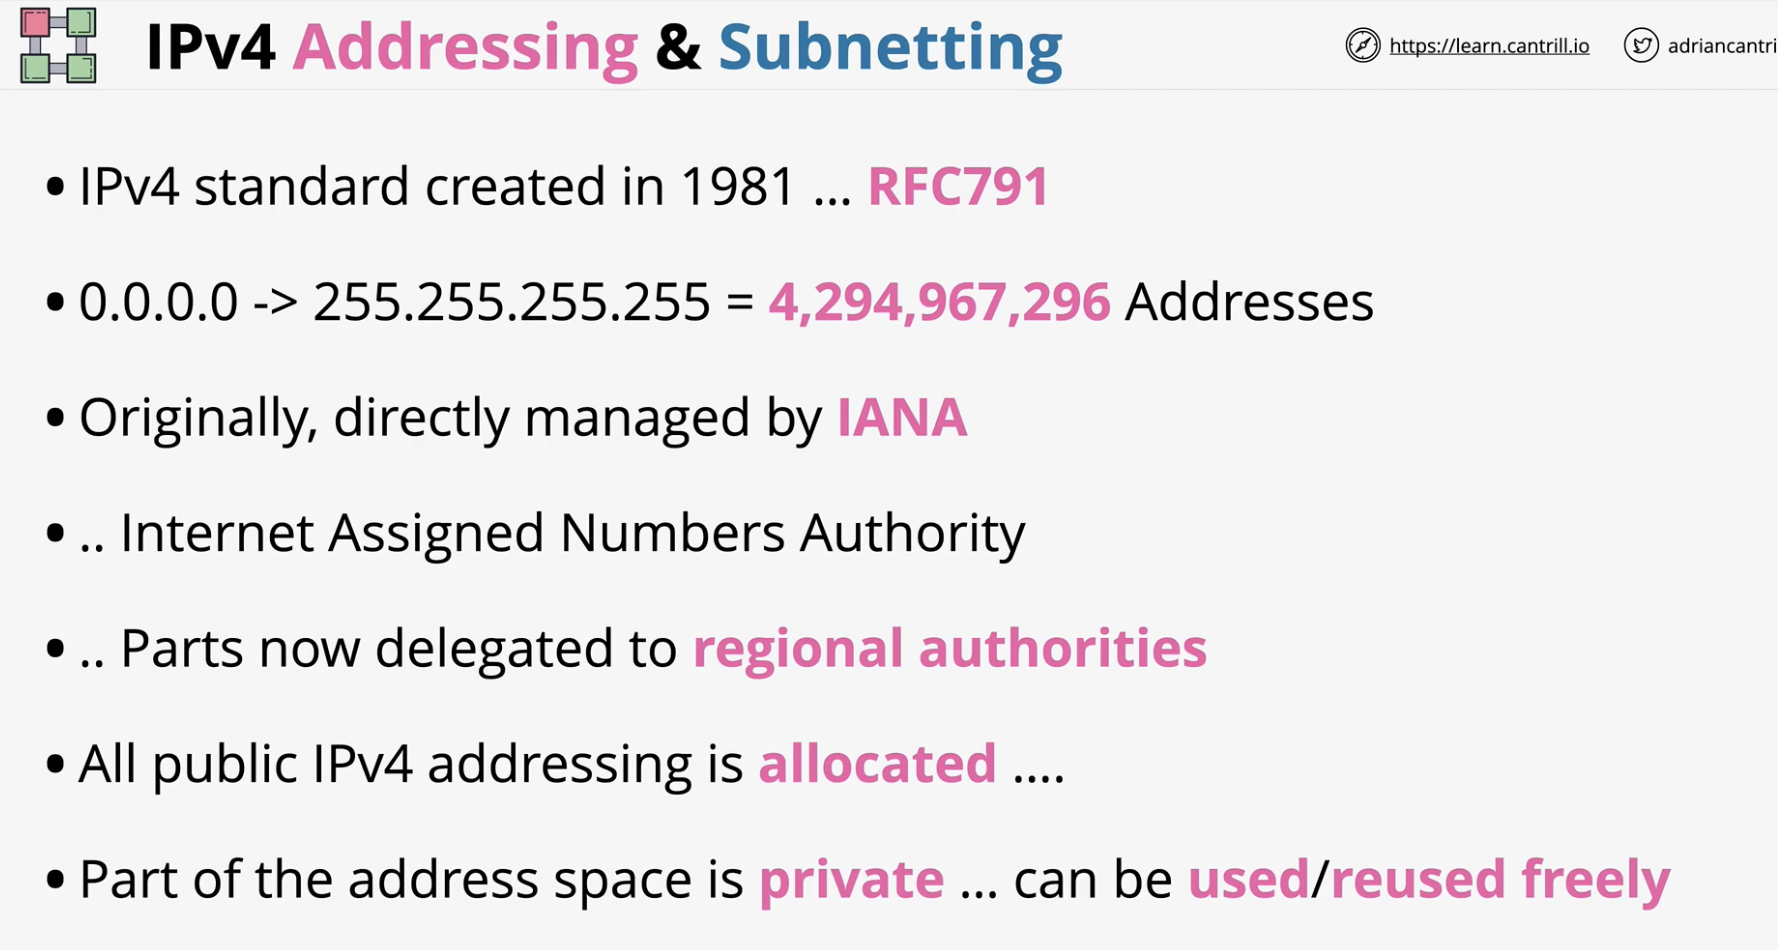 IPv4 Addressing & Subnetting
https://learn.cantrill.io
adriancantri
• IPv4 standard created in 1981 ... RFC791
• 0.0.0.0 -> 255.255.255.255 = 4,294,967,296 Addresses
• Originally, directly managed by IANA
• .. Internet Assigned Numbers Authority
• .. Parts now delegated to regional authorities
• All public IPv4 addressing is allocated ....
• Part of the address space is private ... can be used/reused freely